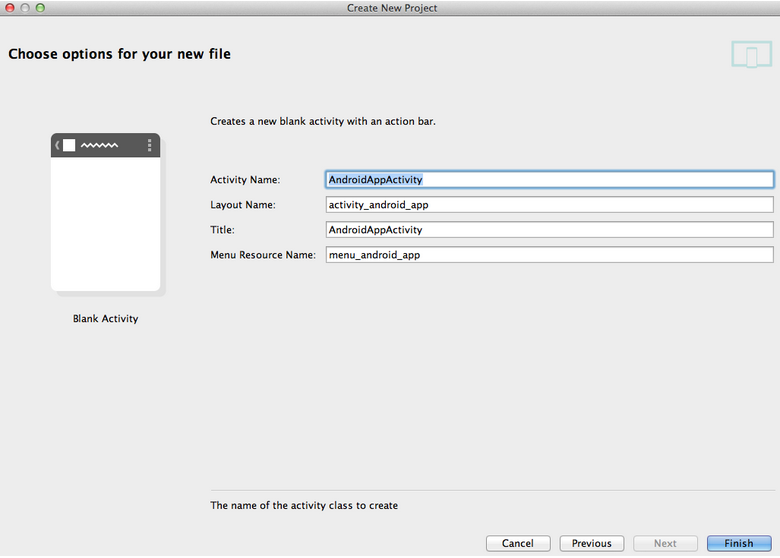 Create New Project
Choose options for your new file
Creates a new blank activity with an action bar.
Activity Name: AndroidAppActivity
Layout Name: activity_android_app
Title: AndroidAppActivity
Menu Resource Name: menu_android_app
Blank Activity
The name of the activity class to create
Cancel Previous Next Finish